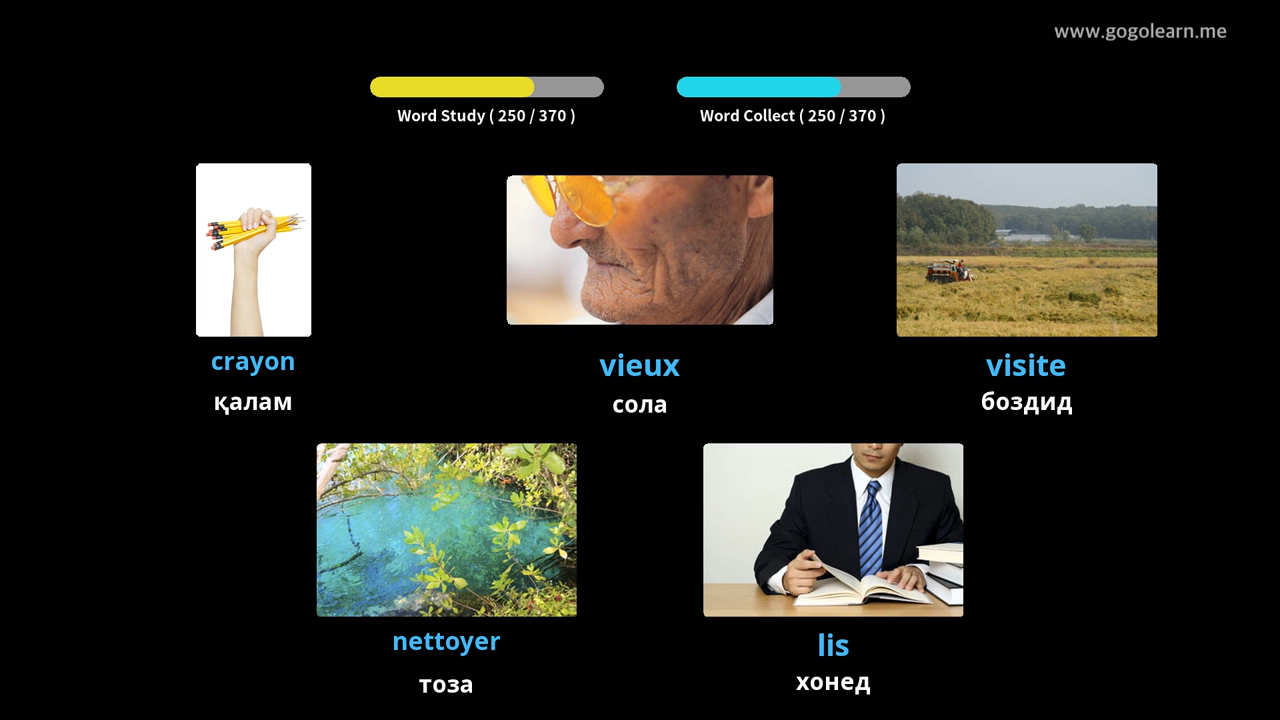 www.gogolearn.me
Word Study ( 250 / 370 )
Word Collect ( 250 / 370 )
crayon
қалам
vieux
сола
visite
боздид
nettoyer
тоза
lis
хонед